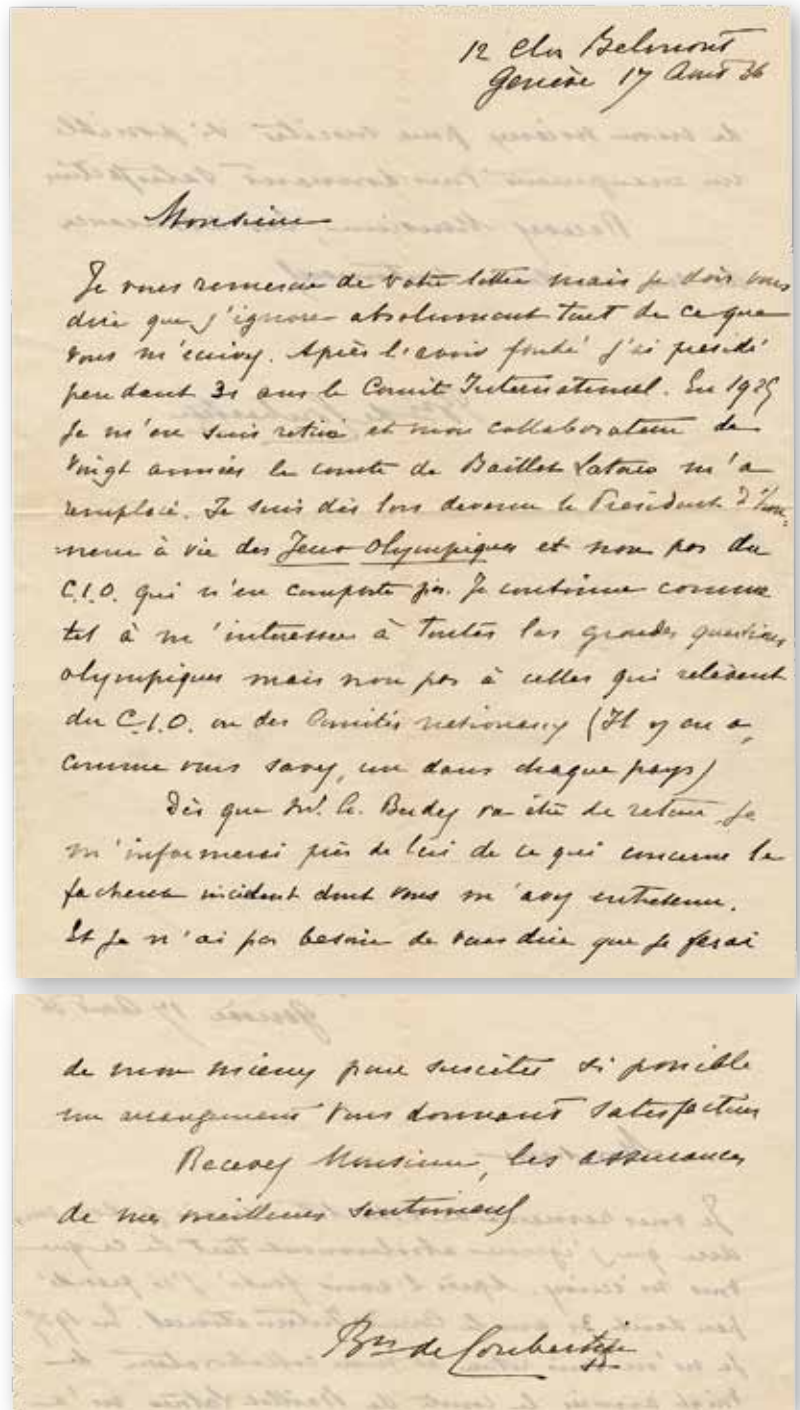 12 Clos Belmont
Genève 17 Août 36
Monsieur
Je vous remercie de votre lettre mais je dois vous
dire que j'ignore absolument tout de ce que
vous m'écrivez. Après l'avoir fondé j'ai présidé
pendant 31 ans le Comité International. En 1925
Je m'en suis retiré et mon collaborateur de
vingt années le comte de Baillet Latour m'a
remplacé. Je suis dès lors devenu le Président d'hon-
neur à vie des Jeux Olympiques et non pas du
C.I.O. qui n'en comporte pas. Je continue comme
tel à m'intéresser à toutes les grandes questions
olympiques mais non pas à celles qui relèvent
du C.I.O. ou des Comités nationaux (Il y en a,
comme vous savez, un dans chaque pays)
Dès que M. A. Berdez va être de retour je
m'informerai près de lui de ce qui concerne le
facheux incident dont vous m'avez entretenu.
Et Je n'ai pas besoin de vous dire que je ferai
de mon mieux pour susciter si possible
un arrangement vous donnant satisfaction
Recevez Monsieur, les assurances
de mes meilleurs sentiments
Bon de Coubertin